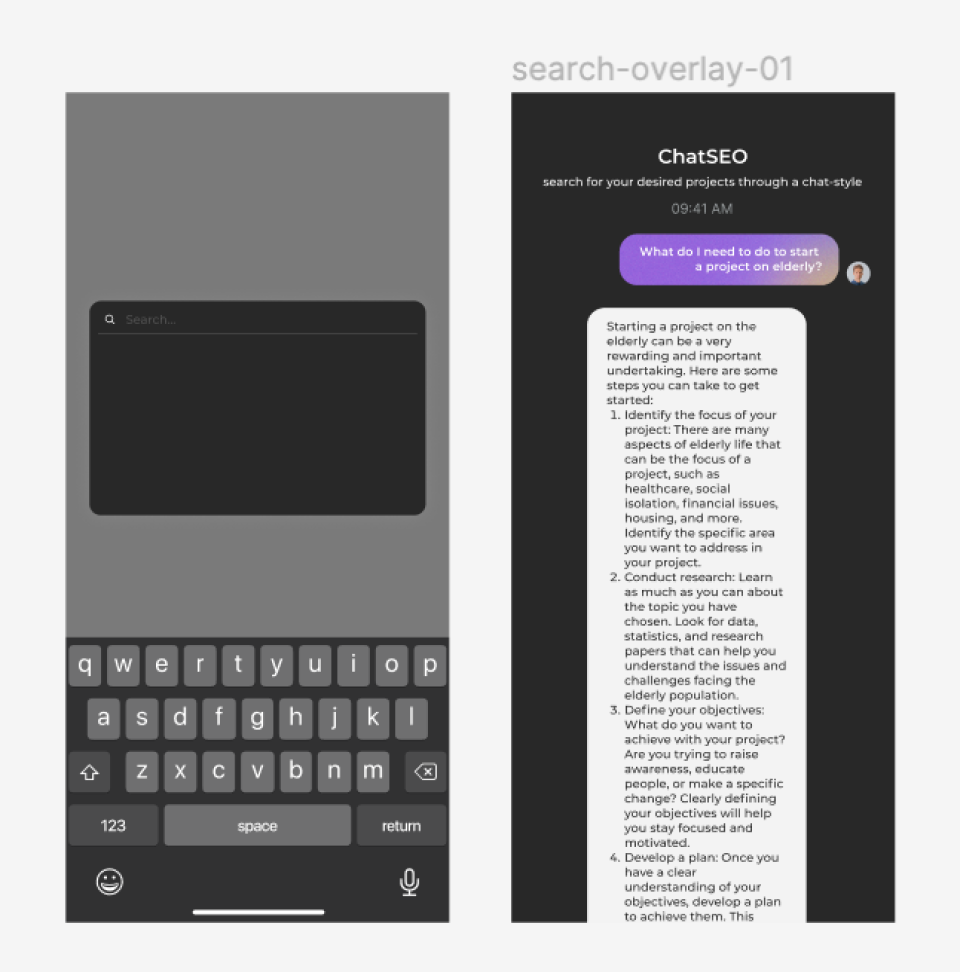 search-overlay-01
Search...
q w e r t y u i o p
a s d f g h j k l
z x c v b n m
123 space return
ChatSEO
search for your desired projects through a chat-style
09:41 AM
What do I need to do to start
a project on elderly?
Starting a project on the
elderly can be a very
rewarding and important
undertaking. Here are some
steps you can take to get
started:
1. Identify the focus of your
project: There are many
aspects of elderly life that
can be the focus of a
project, such as
healthcare, social
isolation, financial issues,
housing, and more.
Identify the specific area
you want to address in
your project.
2. Conduct research: Learn
as much as you can about
the topic you have
chosen. Look for data,
statistics, and research
papers that can help you
understand the issues and
challenges facing the
elderly population.
3. Define your objectives:
What do you want to
achieve with your project?
Are you trying to raise
awareness, educate
people, or make a specific
change? Clearly defining
your objectives will help
you stay focused and
motivated.
4. Develop a plan: Once you
have a clear
understanding of your
objectives, develop a plan
to achieve them. This